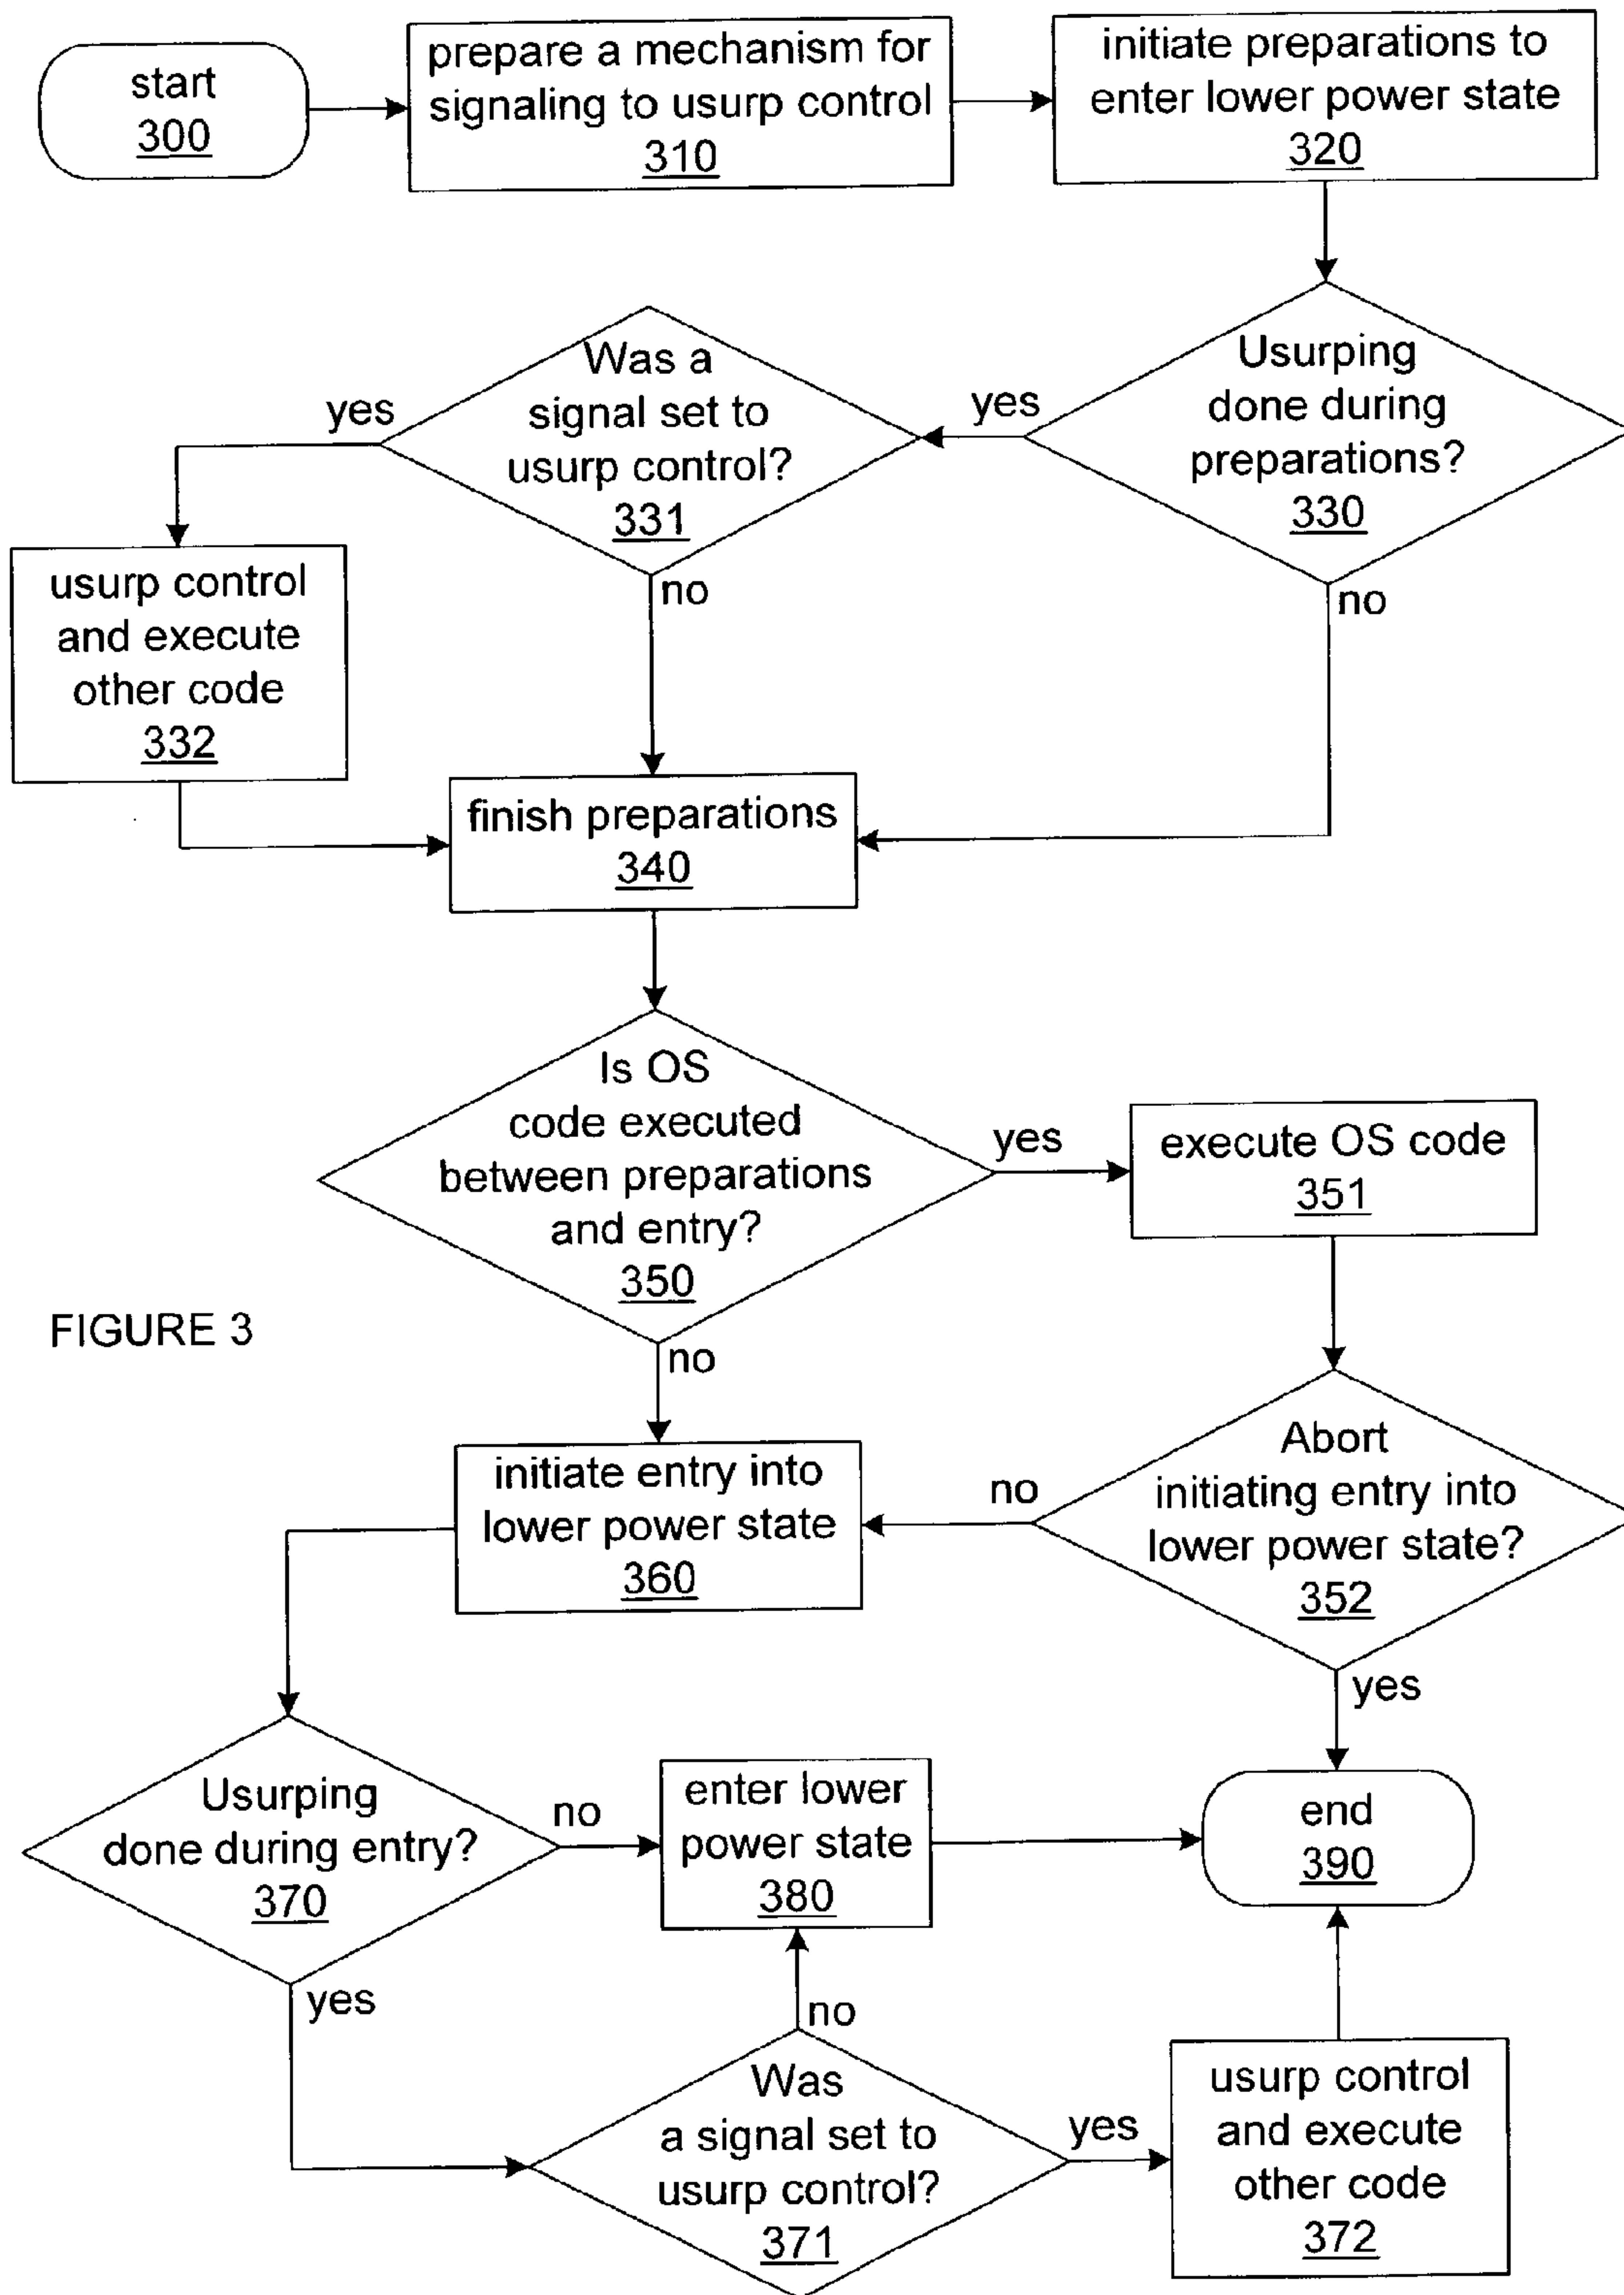 start
300
prepare a mechanism for
signaling to usurp control
310
initiate preparations to
enter lower power state
320
Usurping
done during
preparations?
330
yes
no
Was a
signal set to
usurp control?
331
yes
no
usurp control
and execute
other code
332
finish preparations
340
Is OS
code executed
between preparations
and entry?
350
yes
no
execute OS code
351
FIGURE 3
Abort
initiating entry into
lower power state?
352
no
yes
initiate entry into
lower power state
360
Usurping
done during entry?
370
no
yes
enter lower
power state
380
end
390
Was
a signal set to
usurp control?
371
no
yes
usurp control
and execute
other code
372